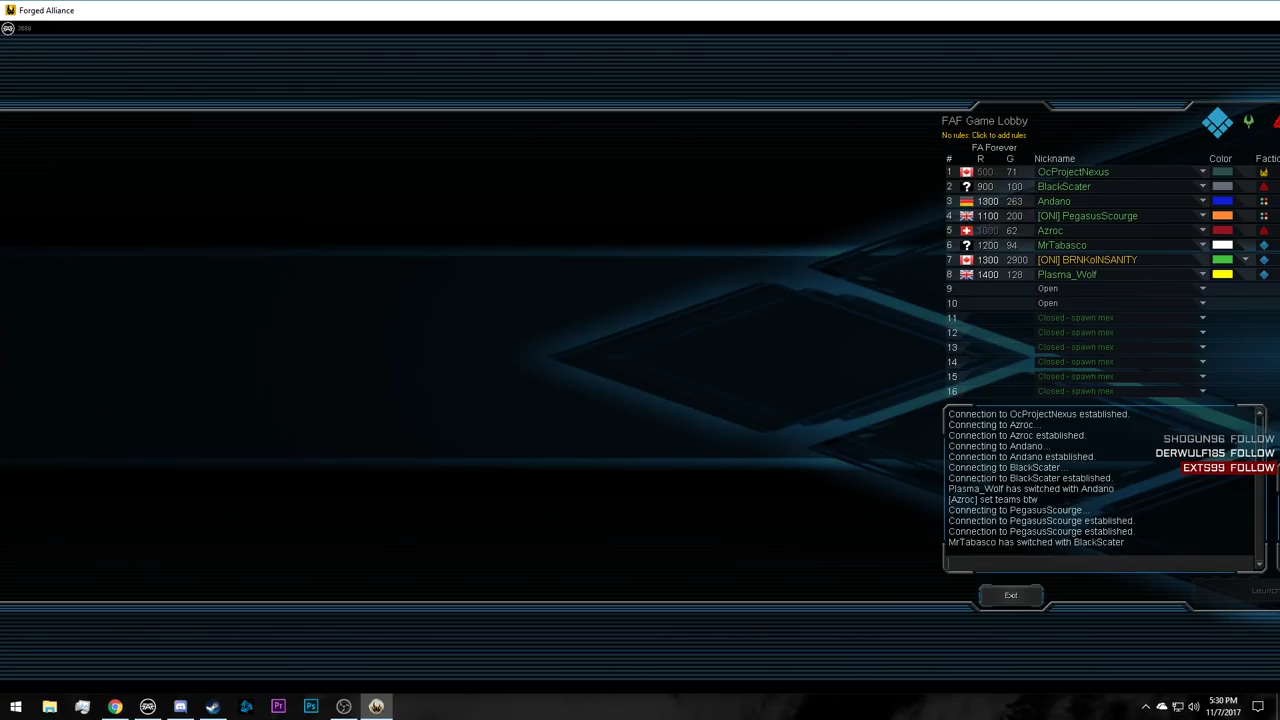 Forged Alliance
3089
FAF Game Lobby
No rules: Click to add rules
FA Forever
# R G Nickname Color Factio
1 71 OcProjectNexus
2 ? 900 100 BlackScater
3 1300 263 Andano
4 1100 200 [ONI] PegasusScourge
5 1000 62 Azroc
6 ? 1200 94 MrTabasco
7 1300 2900 [ONI] BRNKoINSANITY
8 1400 128 Plasma_Wolf
9 Open
10 Open
11 Closed - spawn mex
12 Closed - spawn mex
13 Closed - spawn mex
14 Closed - spawn mex
15 Closed - spawn mex
16 Closed - spawn mex
Connection to OcProjectNexus established.
Connecting to Azroc...
Connection to Azroc established.
Connecting to Andano...
Connection to Andano established.
Connecting to BlackScater...
Connection to BlackScater established.
Plasma_Wolf has switched with Andano
[Azroc] set teams btw
Connecting to PegasusScourge...
Connection to PegasusScourge established.
Connection to PegasusScourge established.
MrTabasco has switched with BlackScater
SHOGUN96 FOLLOW
DERWULF185 FOLLOW
EXTS99 FOLLOW
Exit
Launch
FAF
Pr
Ps
5:30 PM
11/7/2017